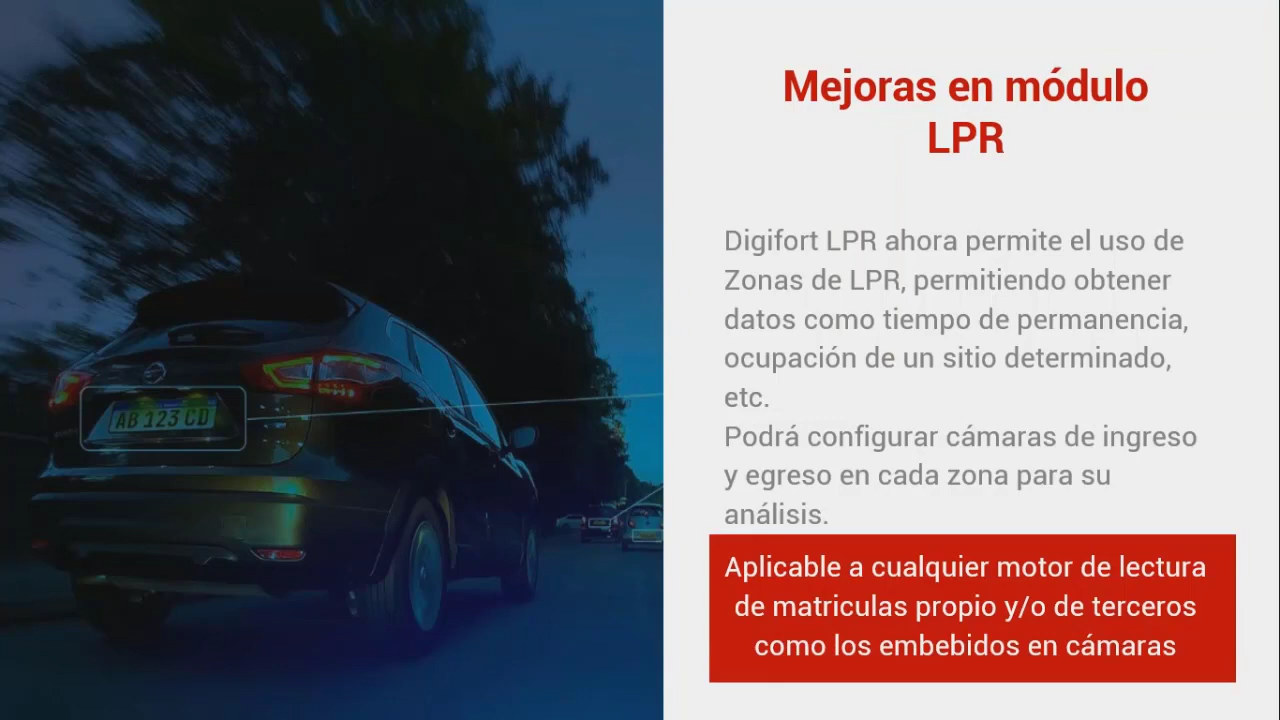 Mejoras en módulo
LPR
Digifort LPR ahora permite el uso de
Zonas de LPR, permitiendo obtener
datos como tiempo de permanencia,
ocupación de un sitio determinado,
etc.
Podrá configurar cámaras de ingreso
y egreso en cada zona para su
análisis.
Aplicable a cualquier motor de lectura
de matriculas propio y/o de terceros
como los embebidos en cámaras
AB 123 CD